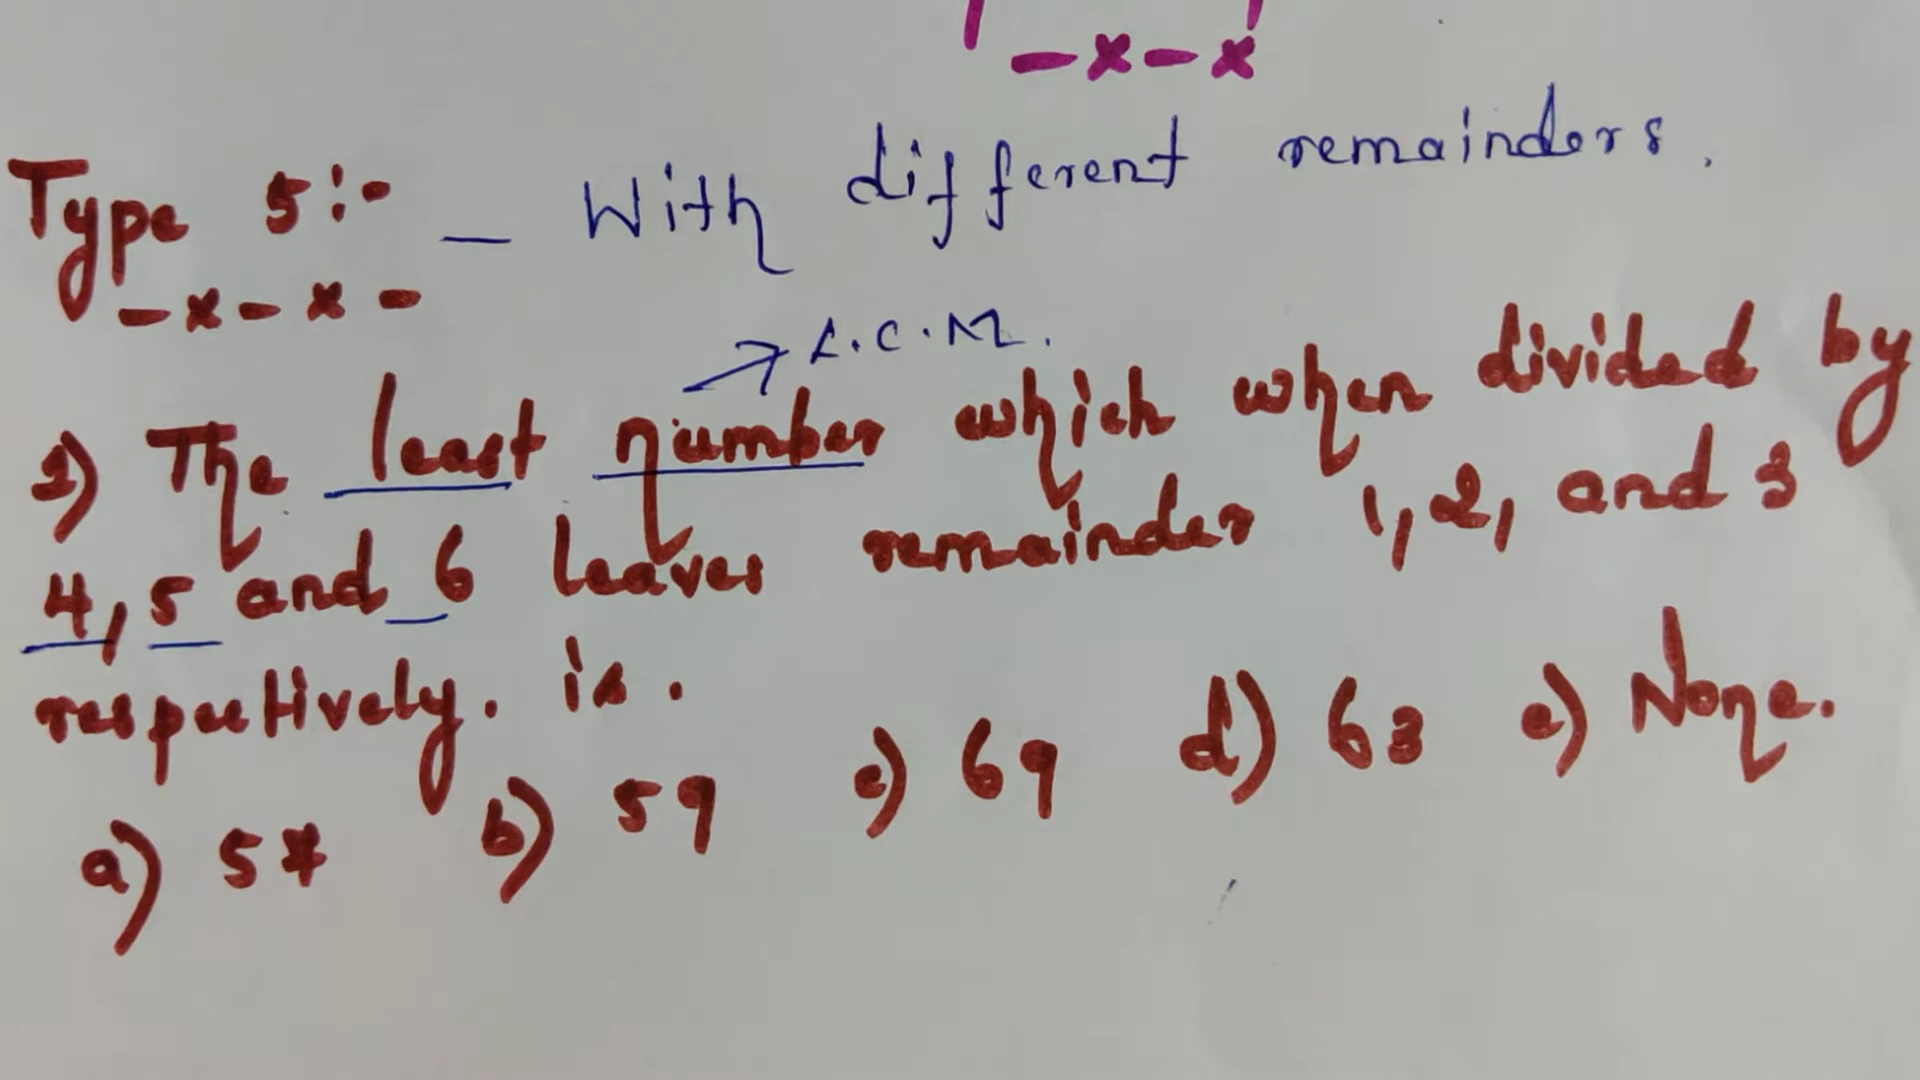 Type 5:- — With different remainders.
-x-x-
→ L.C.M.
1) The least number which when divided by
4, 5 and 6 leaves remainder 1, 2, and 3
respectively. is.
a) 57 b) 59 c) 69 d) 63 e) None.